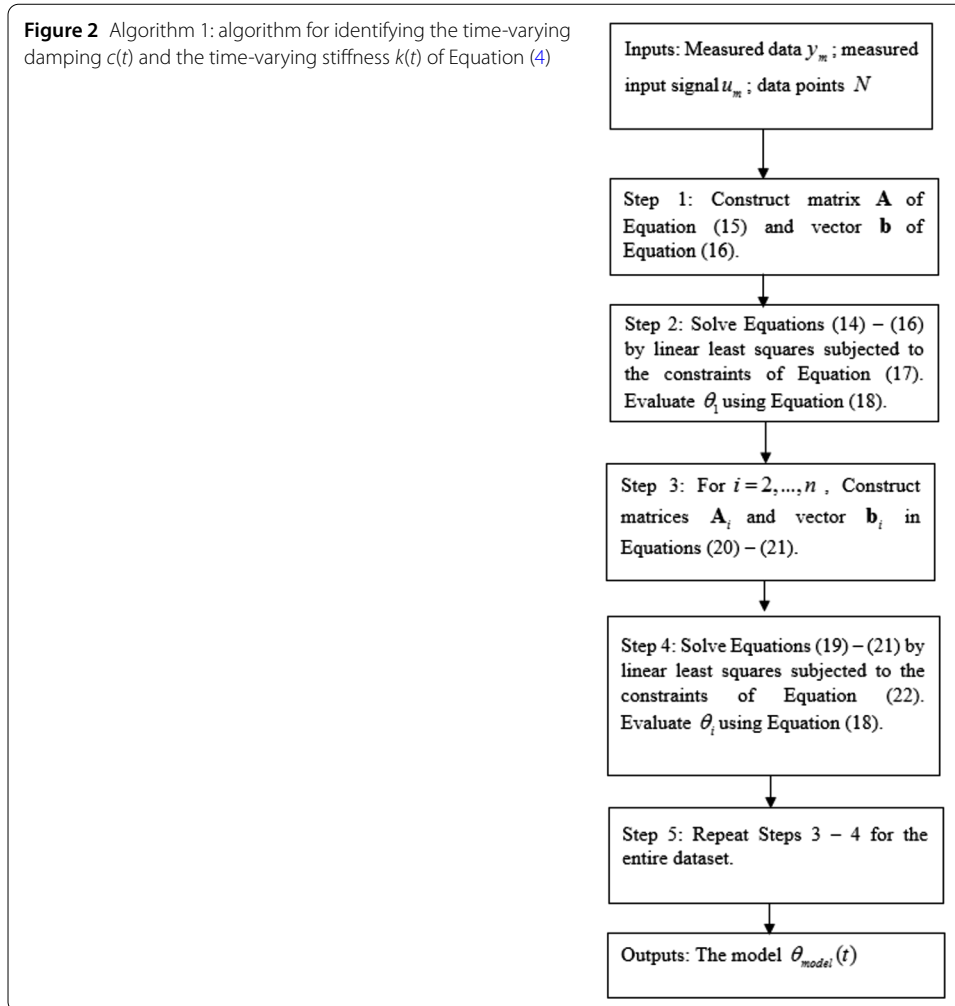 Figure 2 Algorithm 1: algorithm for identifying the time-varying
damping c(t) and the time-varying stiffness k(t) of Equation (4)
Inputs: Measured data y_m ; measured
input signal u_m ; data points N
Step 1: Construct matrix A of
Equation (15) and vector b of
Equation (16).
Step 2: Solve Equations (14) – (16)
by linear least squares subjected to
the constraints of Equation (17).
Evaluate θ_1 using Equation (18).
Step 3: For i = 2,...,n , Construct
matrices A_i and vector b_i in
Equations (20) – (21).
Step 4: Solve Equations (19) – (21) by
linear least squares subjected to the
constraints of Equation (22).
Evaluate θ_i using Equation (18).
Step 5: Repeat Steps 3 – 4 for the
entire dataset.
Outputs: The model θ_model(t)